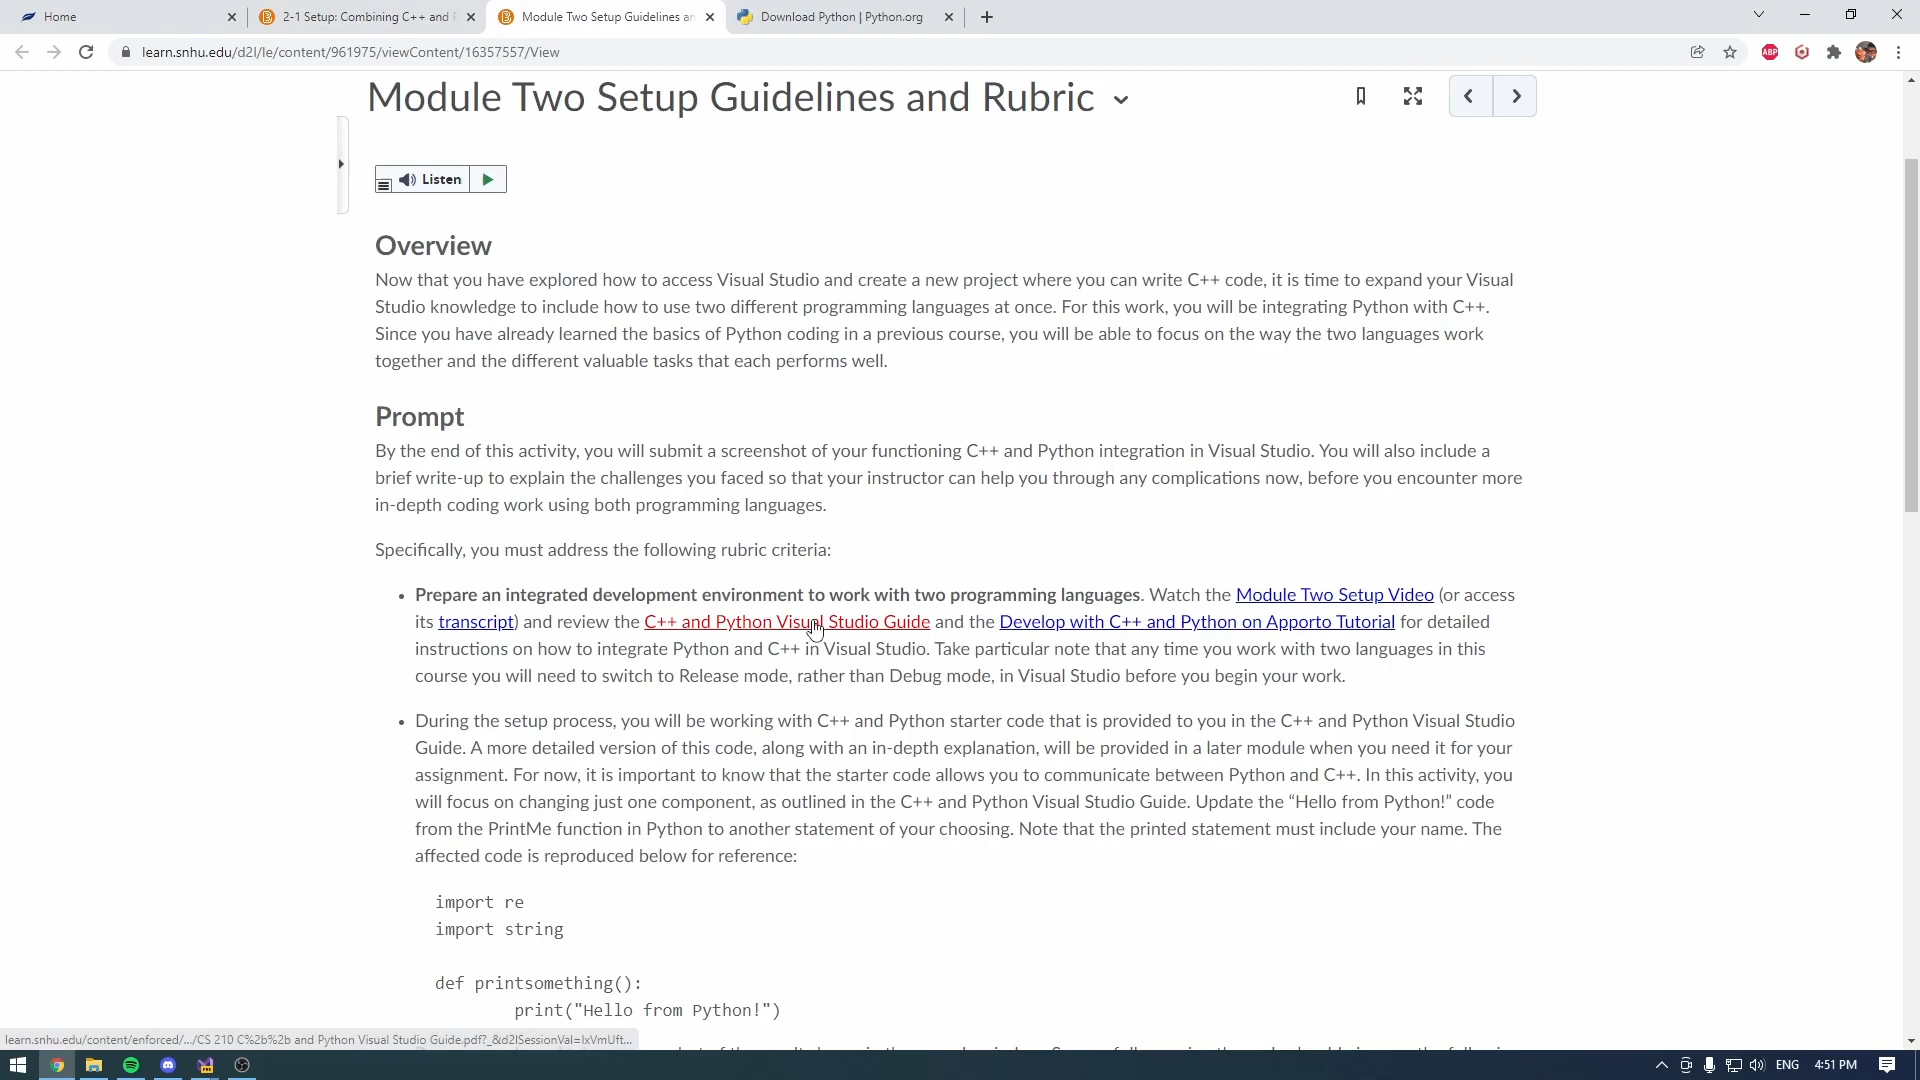 Home
2-1 Setup: Combining C++ and P
Module Two Setup Guidelines an
Download Python | Python.org
learn.snhu.edu/d2l/le/content/961975/viewContent/16357557/View
ABP
Module Two Setup Guidelines and Rubric
Listen
Overview
Now that you have explored how to access Visual Studio and create a new project where you can write C++ code, it is time to expand your Visual
Studio knowledge to include how to use two different programming languages at once. For this work, you will be integrating Python with C++.
Since you have already learned the basics of Python coding in a previous course, you will be able to focus on the way the two languages work
together and the different valuable tasks that each performs well.
Prompt
By the end of this activity, you will submit a screenshot of your functioning C++ and Python integration in Visual Studio. You will also include a
brief write-up to explain the challenges you faced so that your instructor can help you through any complications now, before you encounter more
in-depth coding work using both programming languages.
Specifically, you must address the following rubric criteria:
• Prepare an integrated development environment to work with two programming languages. Watch the Module Two Setup Video (or access
its transcript) and review the C++ and Python Visual Studio Guide and the Develop with C++ and Python on Apporto Tutorial for detailed
instructions on how to integrate Python and C++ in Visual Studio. Take particular note that any time you work with two languages in this
course you will need to switch to Release mode, rather than Debug mode, in Visual Studio before you begin your work.
• During the setup process, you will be working with C++ and Python starter code that is provided to you in the C++ and Python Visual Studio
Guide. A more detailed version of this code, along with an in-depth explanation, will be provided in a later module when you need it for your
assignment. For now, it is important to know that the starter code allows you to communicate between Python and C++. In this activity, you
will focus on changing just one component, as outlined in the C++ and Python Visual Studio Guide. Update the “Hello from Python!” code
from the PrintMe function in Python to another statement of your choosing. Note that the printed statement must include your name. The
affected code is reproduced below for reference:
import re
import string
def printsomething():
print("Hello from Python!")
learn.snhu.edu/content/enforced/.../CS 210 C%2b%2b and Python Visual Studio Guide.pdf?_&d2lSessionVal=IxVmUft...
ENG
4:51 PM